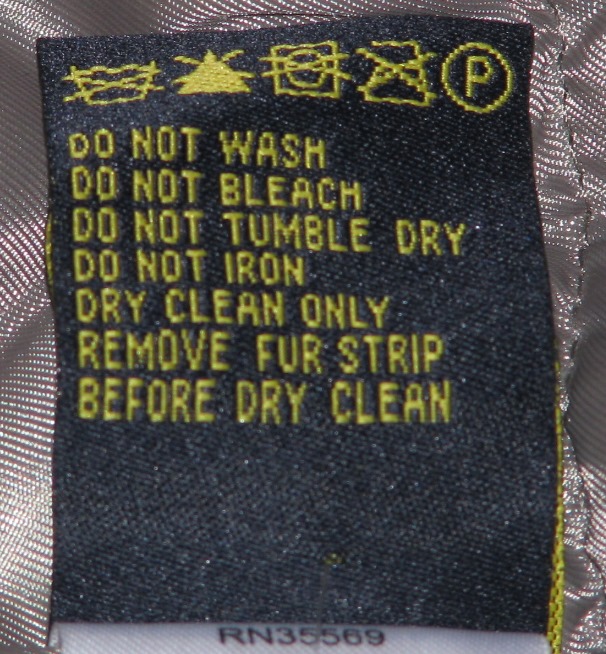 P
DO NOT WASH
DO NOT BLEACH
DO NOT TUMBLE DRY
DO NOT IRON
DRY CLEAN ONLY
REMOVE FUR STRIP
BEFORE DRY CLEAN
RN35569